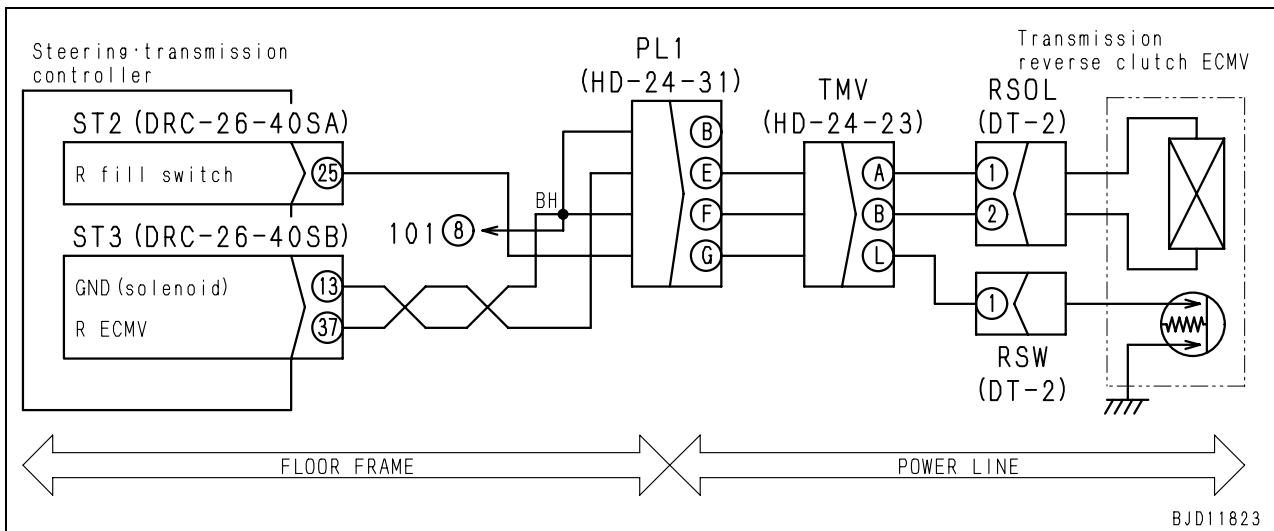 Steering·transmission
controller
ST2 (DRC-26-40SA)
R fill switch
25
ST3 (DRC-26-40SB)
GND (solenoid)
13
R ECMV
37
BH
101 8
PL1
(HD-24-31)
B
E
F
G
TMV
(HD-24-23)
A
B
L
RSOL
(DT-2)
1
2
1
RSW
(DT-2)
Transmission
reverse clutch ECMV
FLOOR FRAME
POWER LINE
BJD11823